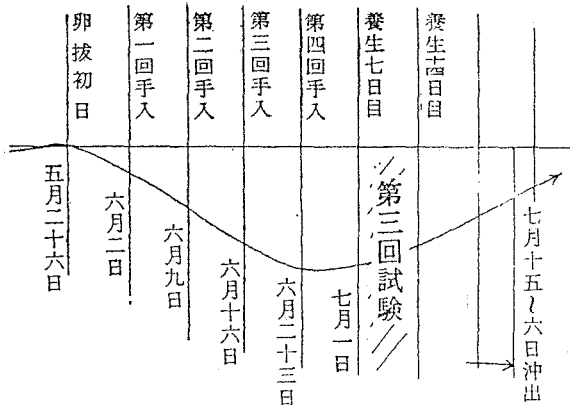 卵抜初日
第一回手入
第二回手入
第三回手入
第四回手入
養生七日目
養生十四日目
五月二十六日
六月二日
六月九日
六月十六日
六月二十三日
七月一日
第三回試験
七月十五〜六日沖出